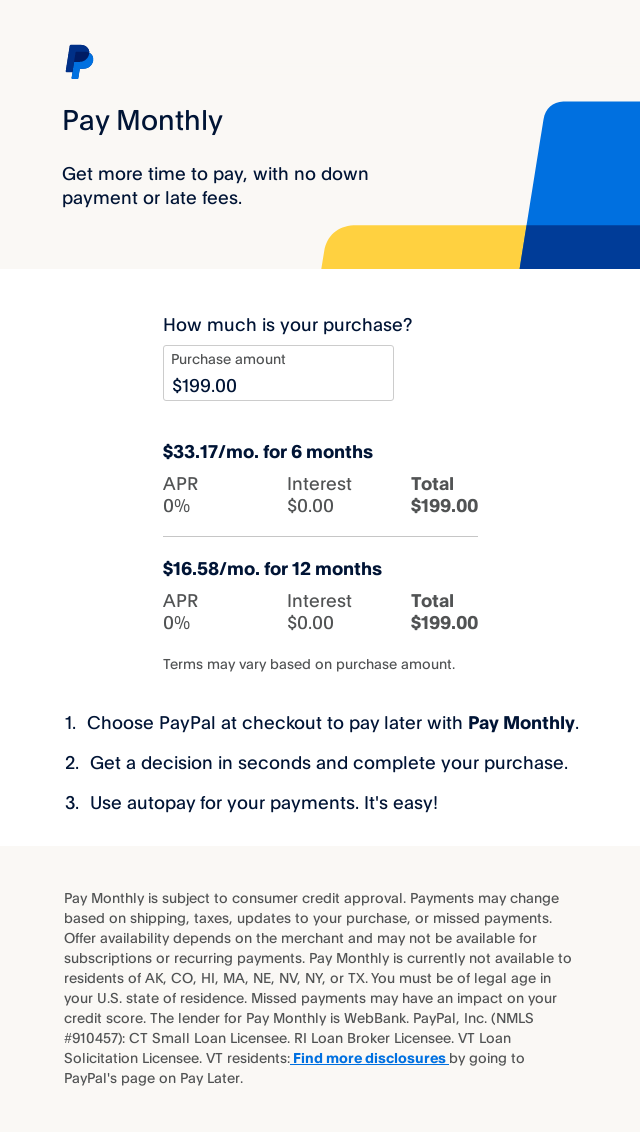 Pay Monthly
Get more time to pay, with no down
payment or late fees.
How much is your purchase?
Purchase amount
$199.00
$33.17/mo. for 6 months
APR Interest Total
0% $0.00 $199.00
$16.58/mo. for 12 months
APR Interest Total
0% $0.00 $199.00
Terms may vary based on purchase amount.
1. Choose PayPal at checkout to pay later with Pay Monthly.
2. Get a decision in seconds and complete your purchase.
3. Use autopay for your payments. It's easy!
Pay Monthly is subject to consumer credit approval. Payments may change
based on shipping, taxes, updates to your purchase, or missed payments.
Offer availability depends on the merchant and may not be available for
subscriptions or recurring payments. Pay Monthly is currently not available to
residents of AK, CO, HI, MA, NE, NV, NY, or TX. You must be of legal age in
your U.S. state of residence. Missed payments may have an impact on your
credit score. The lender for Pay Monthly is WebBank. PayPal, Inc. (NMLS
#910457): CT Small Loan Licensee. RI Loan Broker Licensee. VT Loan
Solicitation Licensee. VT residents: Find more disclosures by going to
PayPal's page on Pay Later.